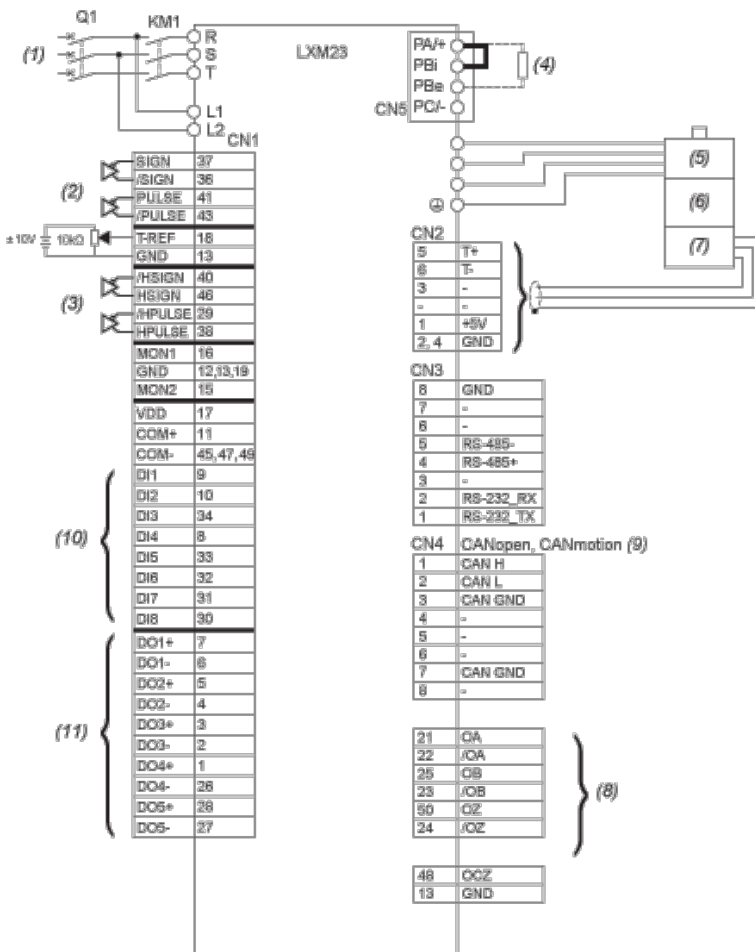 Q1
KM1
(1)
R
S
T
LXM23
L1
L2
CN1
PA/+
PBi
PBe
CN5 PC/-
(4)
(2)
SIGN 37
/SIGN 36
PULSE 41
/PULSE 43
±10V 10kΩ
T-REF 18
GND 13
(3)
/HSIGN 40
HSIGN 46
/HPULSE 29
HPULSE 38
MON1 16
GND 12,13,19
MON2 15
VDD 17
COM+ 11
COM- 45,47,49
(10)
DI1 9
DI2 10
DI3 34
DI4 8
DI5 33
DI6 32
DI7 31
DI8 30
(11)
DO1+ 7
DO1- 6
DO2+ 5
DO2- 4
DO3+ 3
DO3- 2
DO4+ 1
DO4- 26
DO5+ 28
DO5- 27
(5)
(6)
(7)
CN2
5 T+
6 T-
3 -
- -
1 +5V
2, 4 GND
CN3
8 GND
7 -
6 -
5 RS-485-
4 RS-485+
3 -
2 RS-232_RX
1 RS-232_TX
CN4 CANopen, CANmotion (9)
1 CAN H
2 CAN L
3 CAN GND
4 -
5 -
6 -
7 CAN GND
8 -
21 OA
22 /OA
25 OB
23 /OB
50 OZ
24 /OZ
(8)
48 OCZ
13 GND